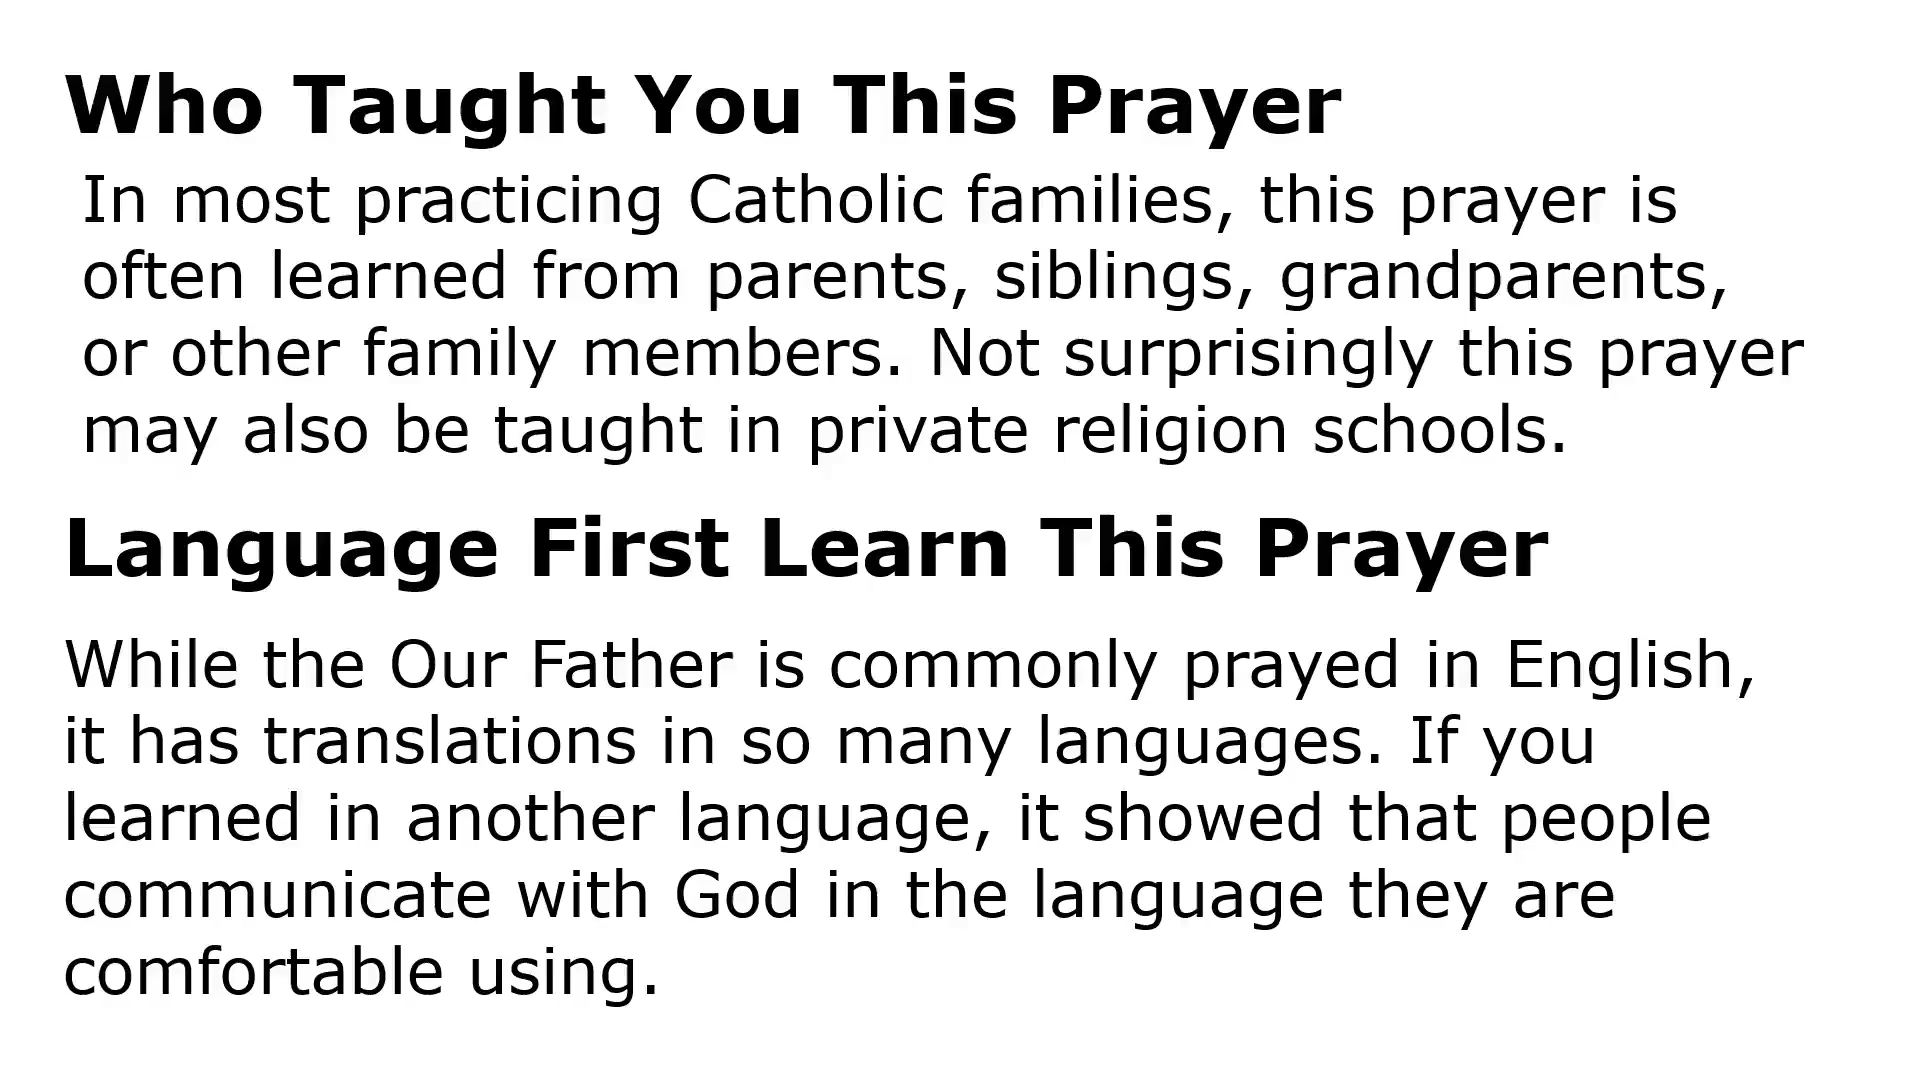 Who Taught You This Prayer
In most practicing Catholic families, this prayer is
often learned from parents, siblings, grandparents,
or other family members. Not surprisingly this prayer
may also be taught in private religion schools.
Language First Learn This Prayer
While the Our Father is commonly prayed in English,
it has translations in so many languages. If you
learned in another language, it showed that people
communicate with God in the language they are
comfortable using.